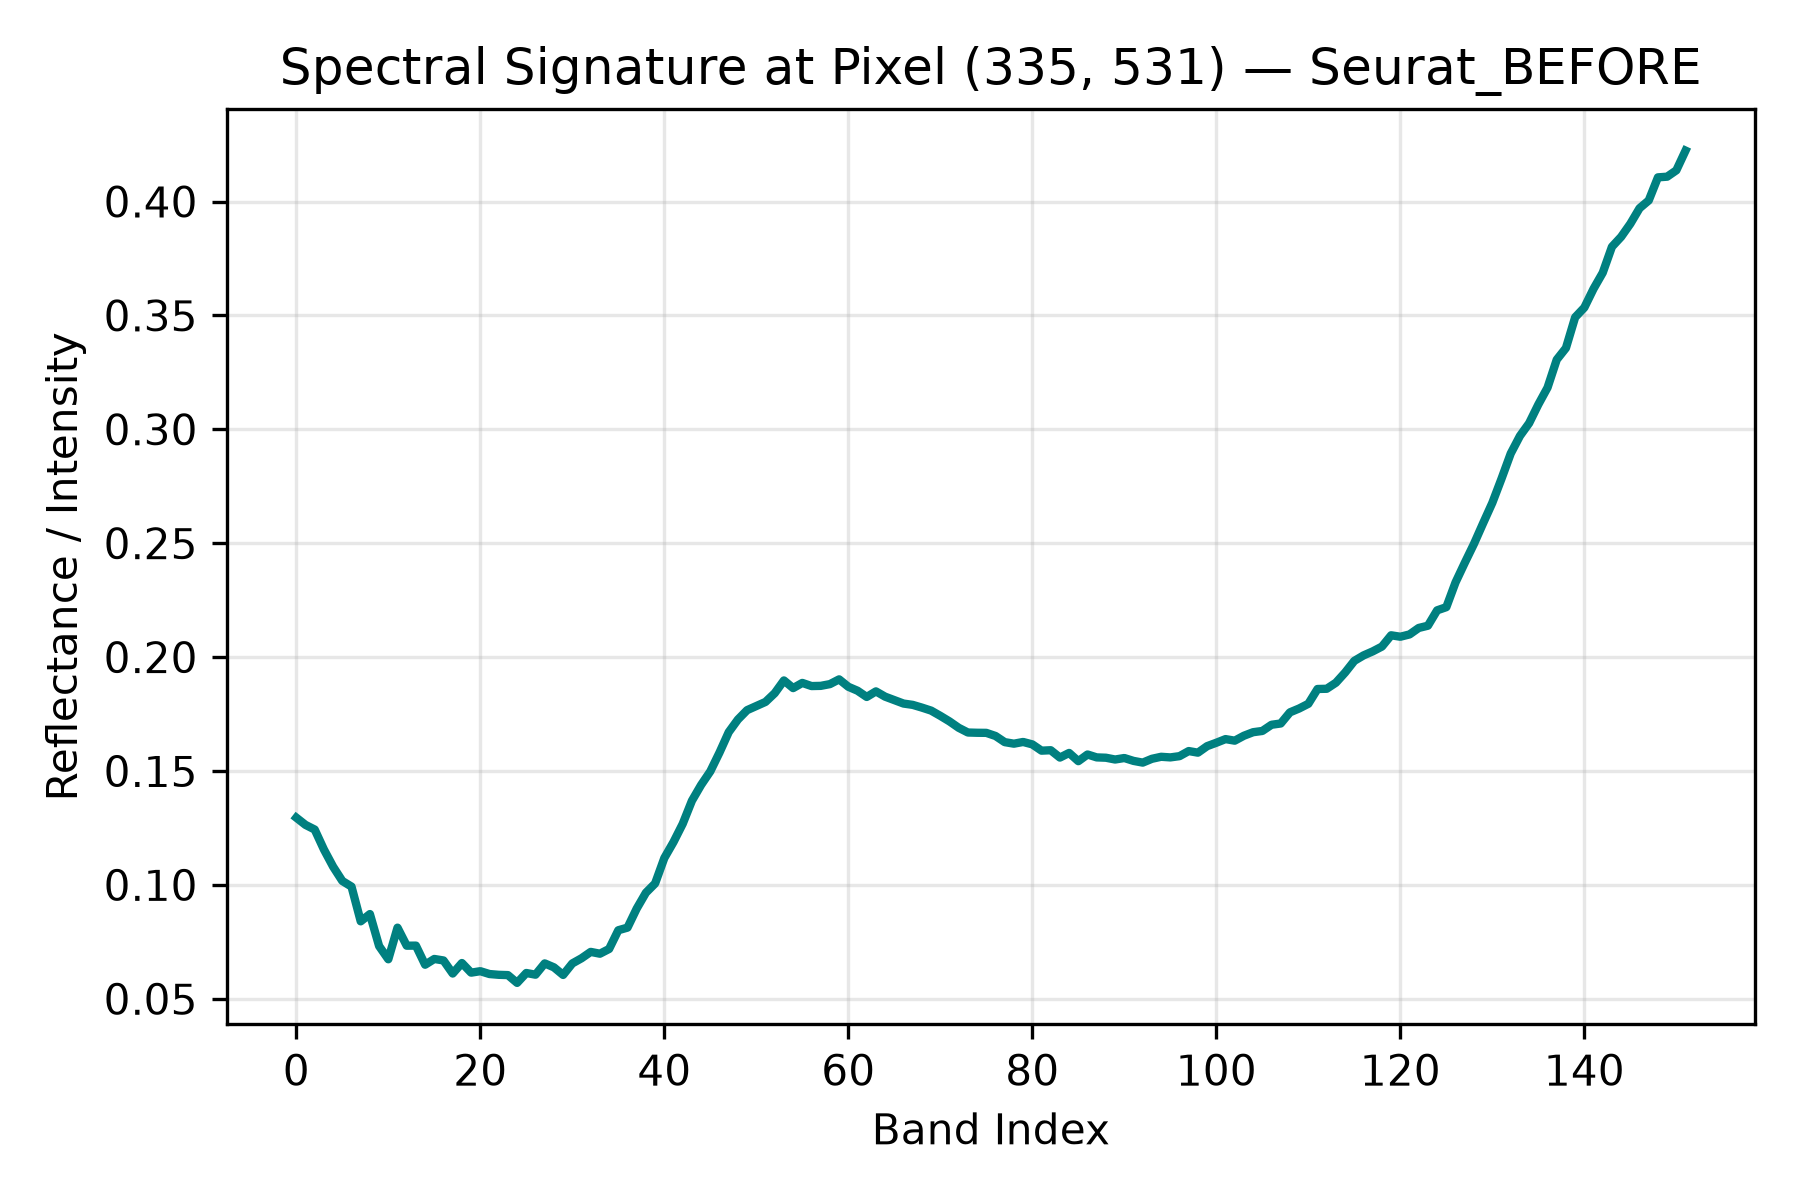 Spectral Signature at Pixel (335, 531) — Seurat_BEFORE
Reflectance / Intensity
0.40
0.35
0.30
0.25
0.20
0.15
0.10
0.05
0 20 40 60 80 100 120 140
Band Index